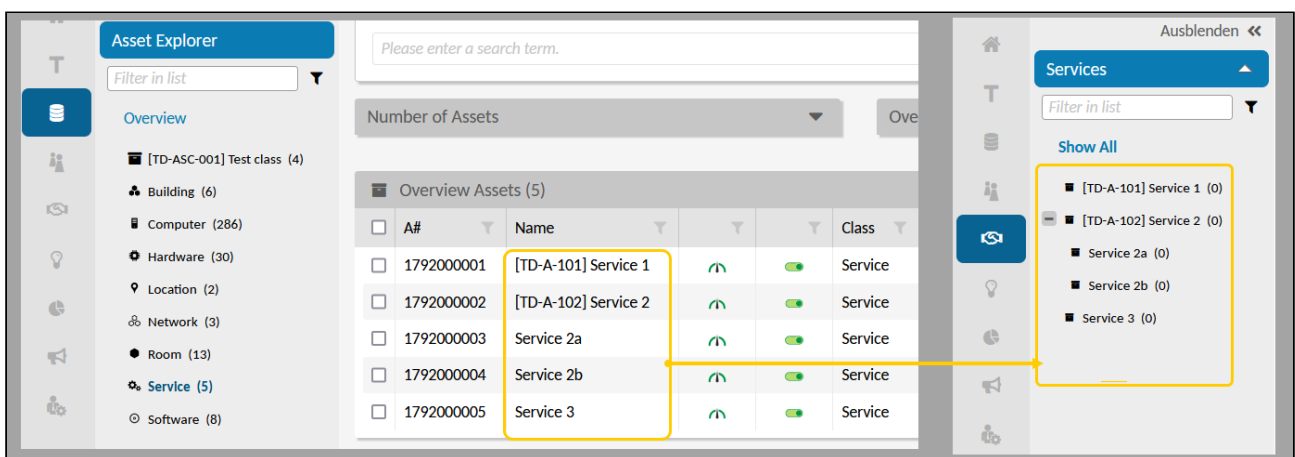 Asset Explorer
Filter in list
Overview
[TD-ASC-001] Test class (4)
Building (6)
Computer (286)
Hardware (30)
Location (2)
Network (3)
Room (13)
Service (5)
Software (8)
Please enter a search term.
Number of Assets
Ove
Overview Assets (5)
A# Name Class
1792000001 [TD-A-101] Service 1 Service
1792000002 [TD-A-102] Service 2 Service
1792000003 Service 2a Service
1792000004 Service 2b Service
1792000005 Service 3 Service
Ausblenden
Services
Filter in list
Show All
[TD-A-101] Service 1 (0)
[TD-A-102] Service 2 (0)
Service 2a (0)
Service 2b (0)
Service 3 (0)